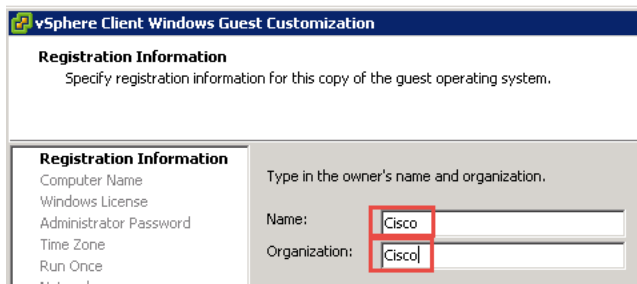 vSphere Client Windows Guest Customization
Registration Information
Specify registration information for this copy of the guest operating system.
Registration Information
Computer Name
Windows License
Administrator Password
Time Zone
Run Once
Type in the owner's name and organization.
Name: Cisco
Organization: Cisco